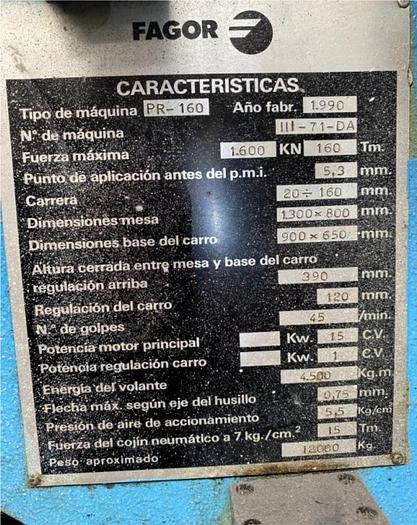 FAGOR
CARACTERISTICAS
Tipo de máquina PR-160 Año fabr. 1.990
N.º de máquina III-71-DA
Fuerza máxima 1.600 KN 160 Tm.
Punto de aplicación antes del p.m.i. 5,3 mm.
Carrera 20÷160 mm.
Dimensiones mesa 1.300×800 mm.
Dimensiones base del carro 900×650 mm.
Altura cerrada entre mesa y base del carro
regulación arriba 390 mm.
Regulación del carro 120 mm.
N.º de golpes 45 /min.
Potencia motor principal Kw. 15 C.V.
Potencia regulación carro Kw. 1 C.V.
Energia del volante 4.500 Kg.m.
Flecha máx. según eje del husillo 0,75 mm.
Presión de aire de accionamiento 5,5 Kg/cm²
Fuerza del cojín neumático a 7 kg./cm.² 15 Tm.
Peso aproximado 12000 Kg.